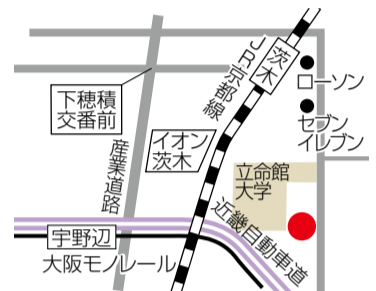 茨木
JR京都線
ローソン
下穂積
交番前
セブン
イレブン
イオン
茨木
産業道路
立命館
大学
近畿自動車道
宇野辺
大阪モノレール